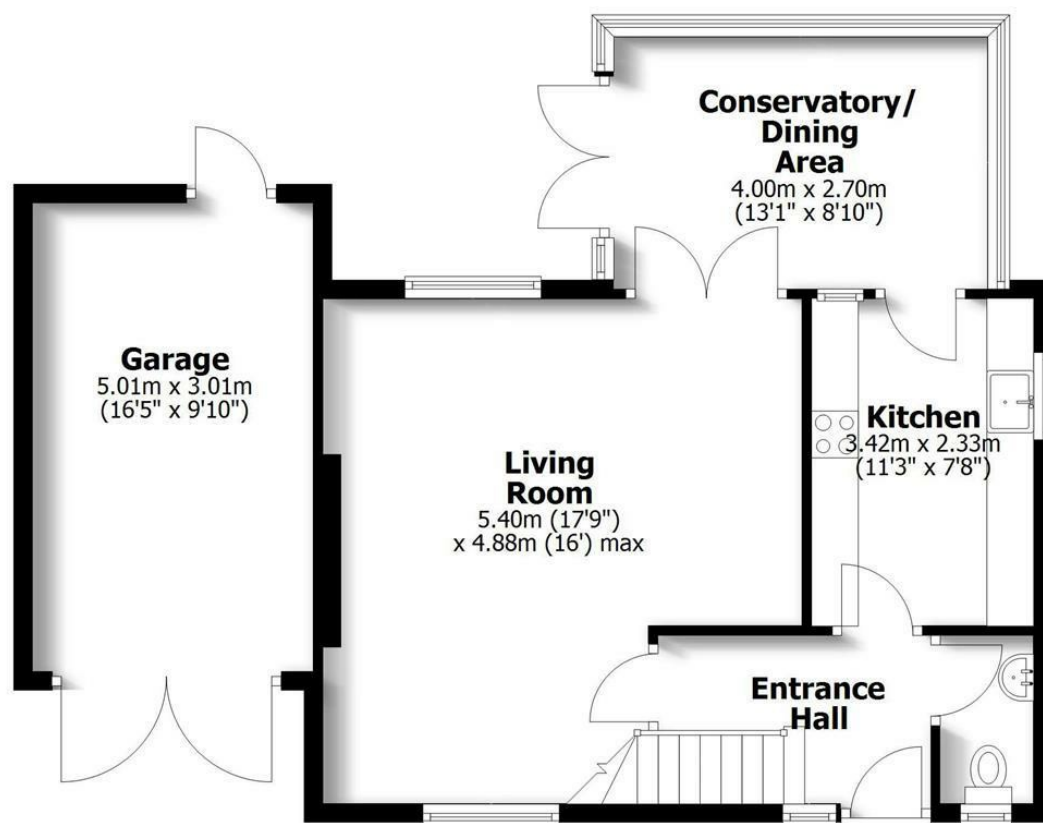 Conservatory/
Dining
Area
4.00m x 2.70m
(13'1" x 8'10")
Garage
5.01m x 3.01m
(16'5" x 9'10")
Kitchen
3.42m x 2.33m
(11'3" x 7'8")
Living
Room
5.40m (17'9")
x 4.88m (16') max
Entrance
Hall